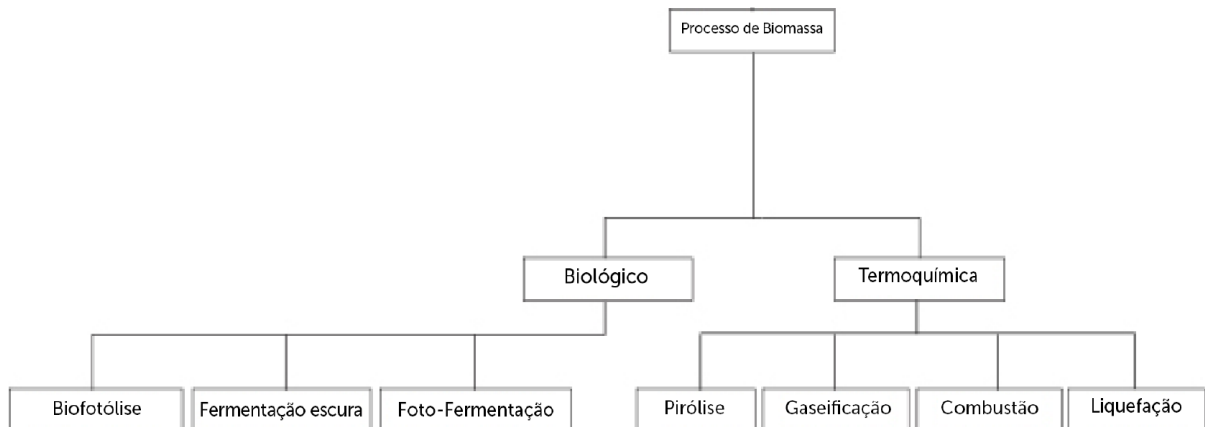 Processo de Biomassa
Biológico
Termoquímica
Biofotólise
Fermentação escura
Foto-Fermentação
Pirólise
Gaseificação
Combustão
Liquefação